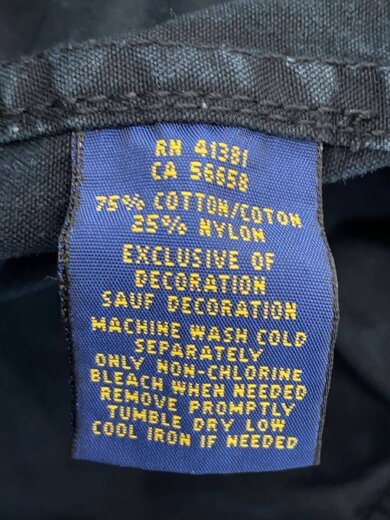 RN 41381
CA 56658
75% COTTON/COTON
25% NYLON
EXCLUSIVE OF
DECORATION
SAUF DECORATION
MACHINE WASH COLD
SEPARATELY
ONLY NON-CHLORINE
BLEACH WHEN NEEDED
REMOVE PROMPTLY
TUMBLE DRY LOW
COOL IRON IF NEEDED